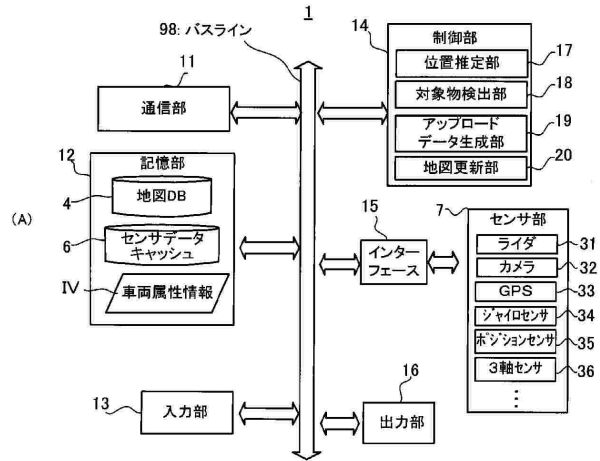 1
98: バスライン
11
通信部
14
制御部
位置推定部
17
対象物検出部
18
アップロード
データ生成部
19
地図更新部
20
(A)
12
記憶部
4
地図DB
6
センサデータ
キャッシュ
IV
車両属性情報
15
インター
フェース
7
センサ部
ライダ
31
カメラ
32
GPS
33
ジャイロセンサ
34
ポジションセンサ
35
3軸センサ
36
⋮
13
入力部
16
出力部